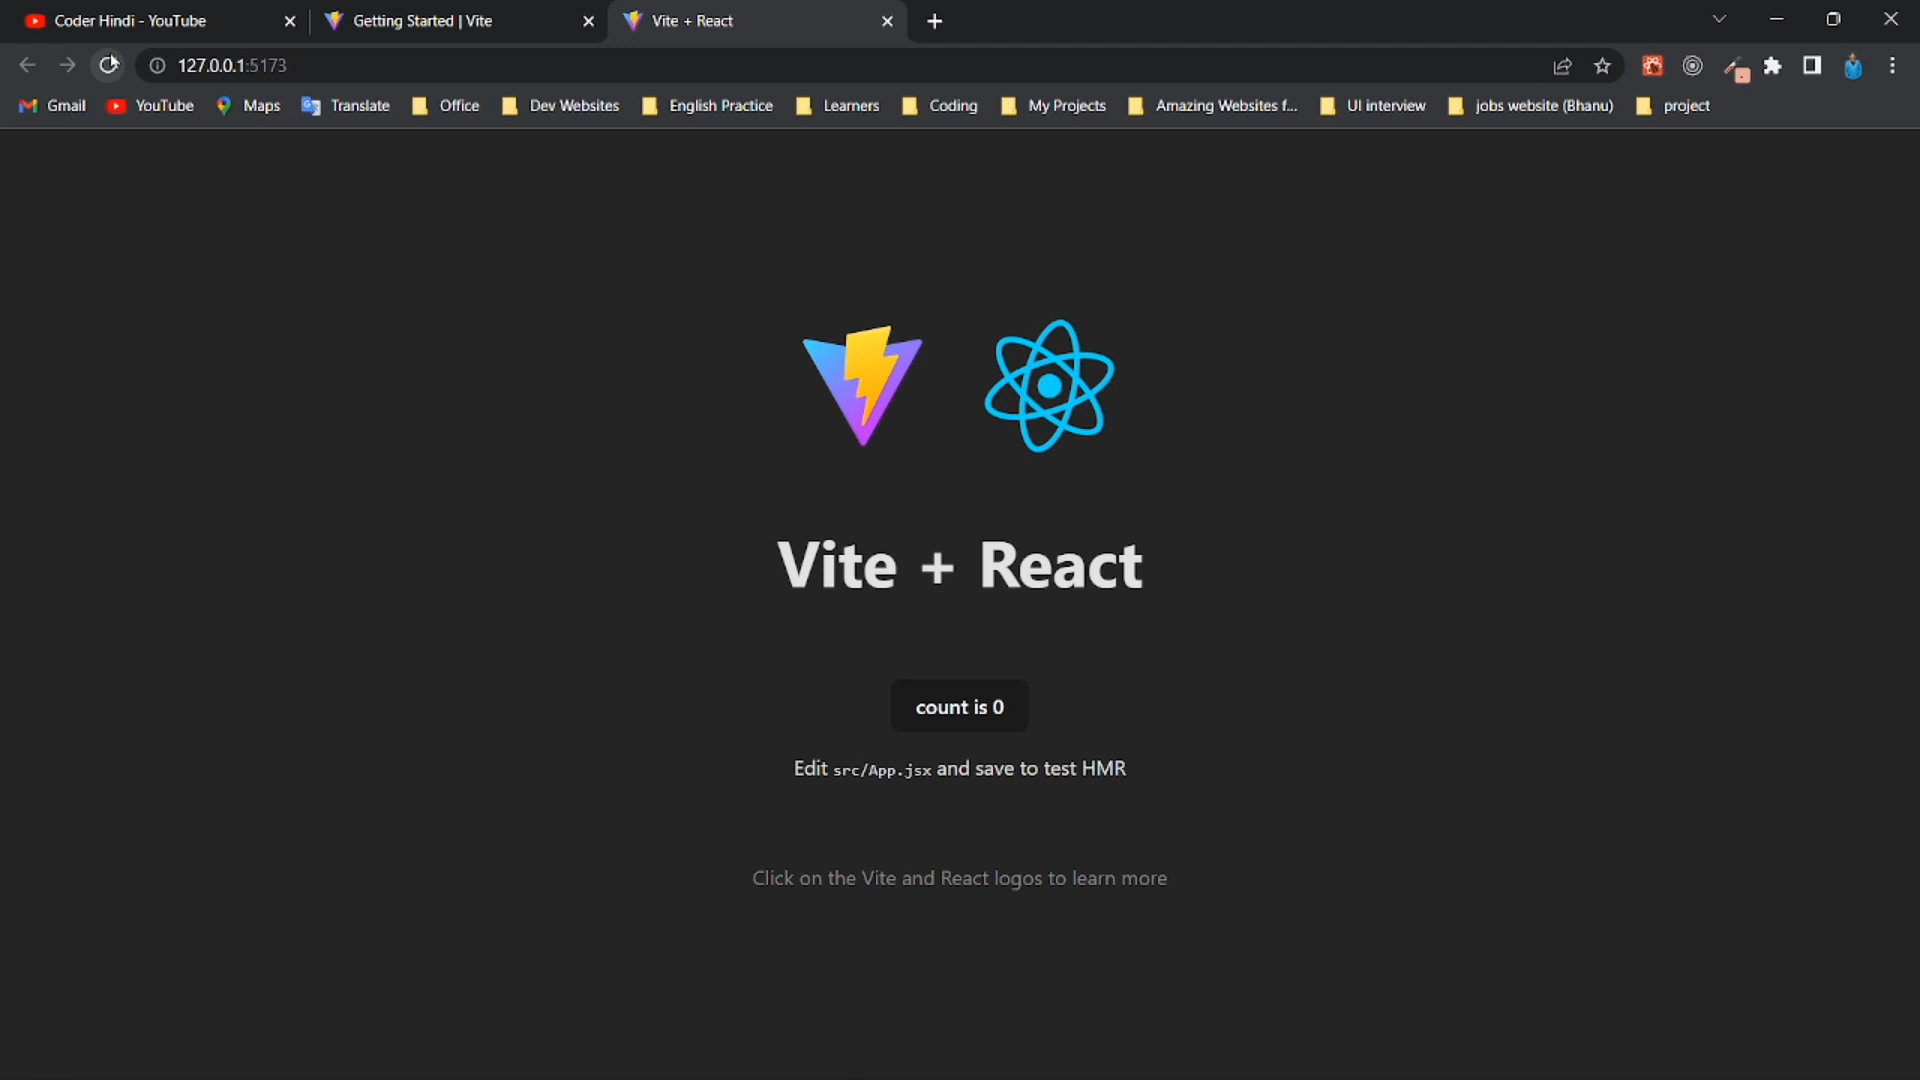 Coder Hindi - YouTube
Getting Started | Vite
Vite + React
127.0.0.1:5173
Gmail
YouTube
Maps
Translate
Office
Dev Websites
English Practice
Learners
Coding
My Projects
Amazing Websites f...
UI interview
jobs website (Bhanu)
project
Vite + React
count is 0
Edit src/App.jsx and save to test HMR
Click on the Vite and React logos to learn more